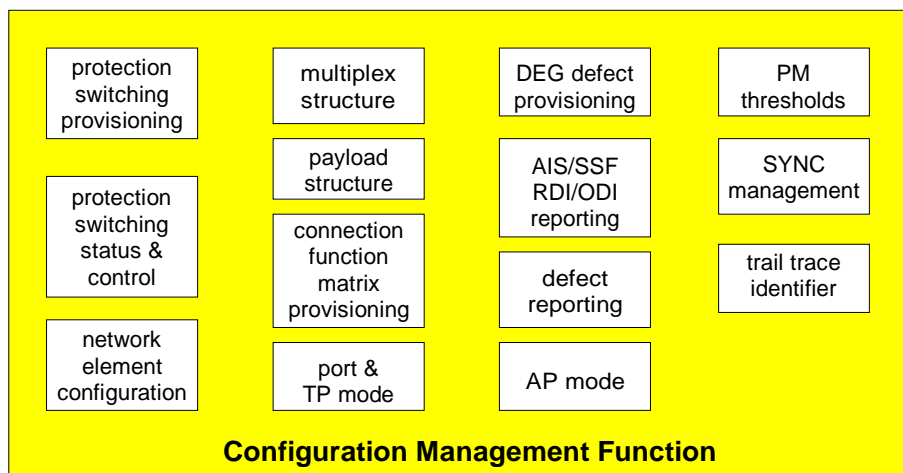 protection
switching
provisioning
protection
switching
status &
control
network
element
configuration
multiplex
structure
payload
structure
connection
function
matrix
provisioning
port &
TP mode
DEG defect
provisioning
AIS/SSF
RDI/ODI
reporting
defect
reporting
AP mode
PM
thresholds
SYNC
management
trail trace
identifier
Configuration Management Function